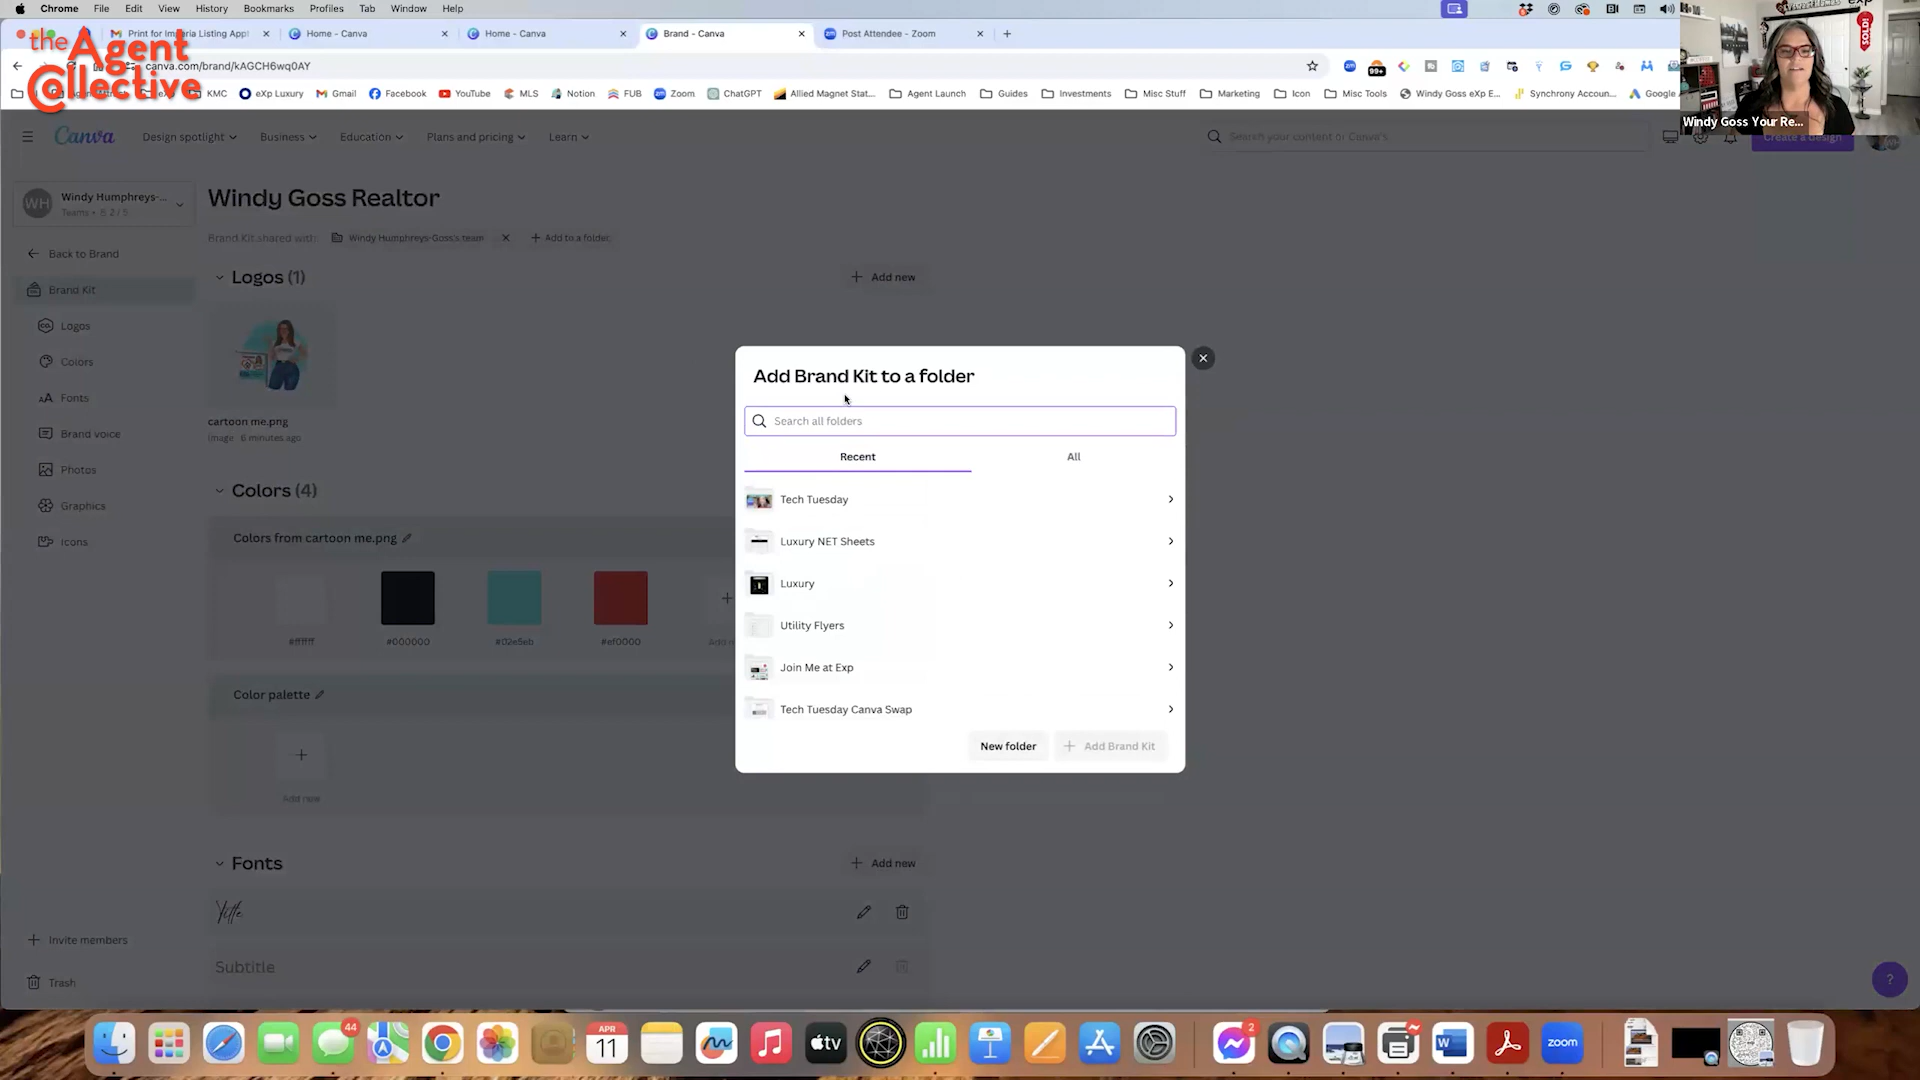 Chrome File Edit View History Bookmarks Profiles Tab Window Help
the Agent Collective
Print for Imperia Listing App
Home - Canva
Home - Canva
Brand - Canva
Post Attendee - Zoom
canva.com/brand/kAGCH6wq0AY
99+
KMC
eXp Luxury
Gmail
Facebook
YouTube
MLS
Notion
FUB
Zoom
ChatGPT
Allied Magnet Stat...
Agent Launch
Guides
Investments
Misc Stuff
Marketing
Icon
Misc Tools
Windy Goss eXp E...
Synchrony Accoun...
Google
Windy Goss Your Re...
SOLD!
Canva
Design spotlight
Business
Education
Plans and pricing
Learn
Search your content or Canva's
Create a design
WH
Windy Humphreys-...
Teams
Back to Brand
Brand Kit
Logos
Colors
Fonts
Brand voice
Photos
Graphics
Icons
Invite members
Trash
Windy Goss Realtor
Brand Kit shared with:
Windy Humphreys-Goss's team
Add to a folder
Logos (1)
Add new
cartoon me.png
Image · 6 minutes ago
Colors (4)
Colors from cartoon me.png
#ffffff
#000000
#ef0000
Color palette
Add new
Fonts
Add new
Subtitle
Add Brand Kit to a folder
Search all folders
Recent
All
Tech Tuesday
Luxury NET Sheets
Luxury
Utility Flyers
Join Me at Exp
Tech Tuesday Canva Swap
New folder
Add Brand Kit
?
44
APR
11
tv
2
W
zoom